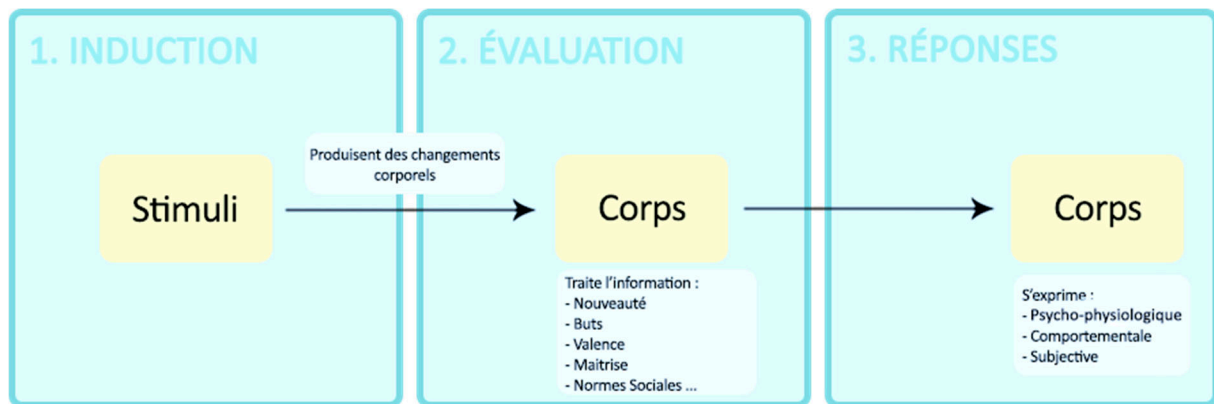 1. INDUCTION
2. ÉVALUATION
3. RÉPONSES
Produisent des changements
corporels
Stimuli
Corps
Corps
Traite l'information :
- Nouveauté
- Buts
- Valence
- Maitrise
- Normes Sociales ...
S'exprime :
- Psycho-physiologique
- Comportementale
- Subjective